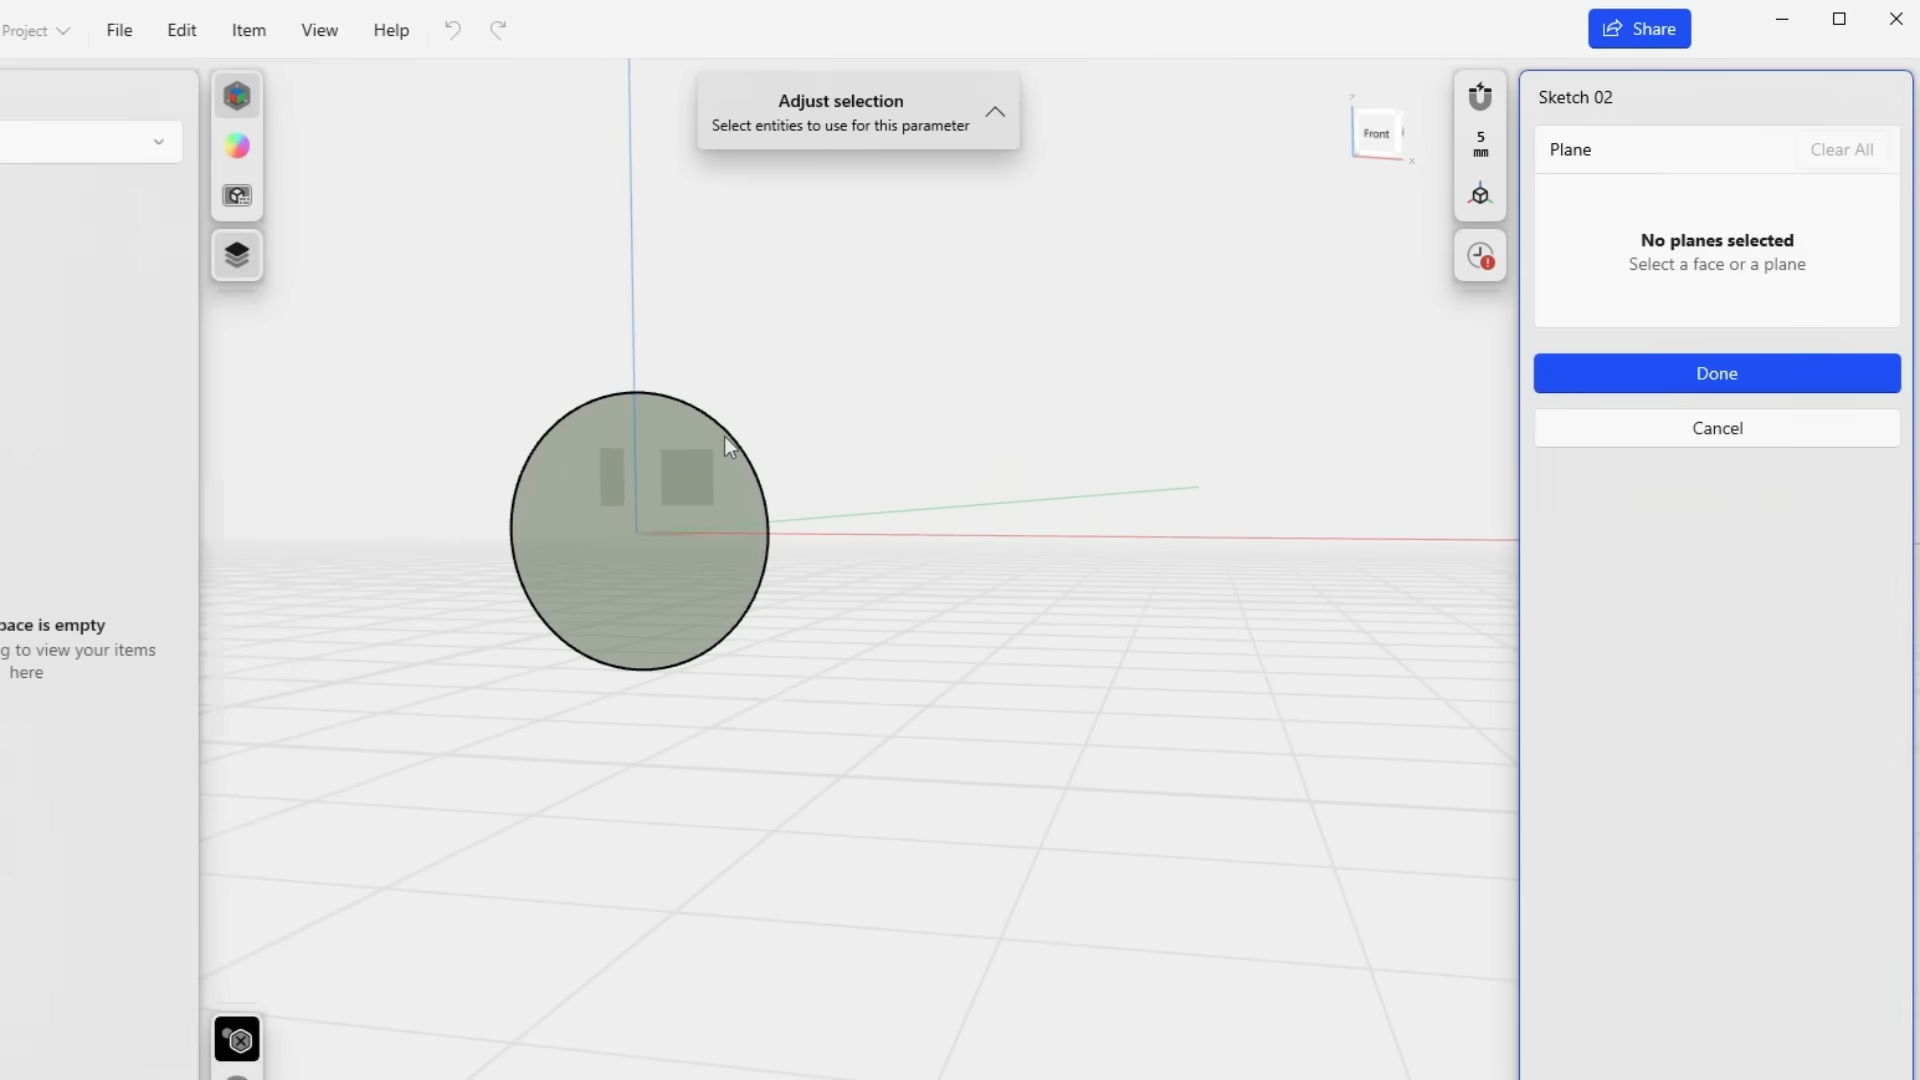 Project
File
Edit
Item
View
Help
Share
Adjust selection
Select entities to use for this parameter
Front
z
x
5
mm
Sketch 02
Plane
Clear All
No planes selected
Select a face or a plane
Done
Cancel
pace is empty
g to view your items
here